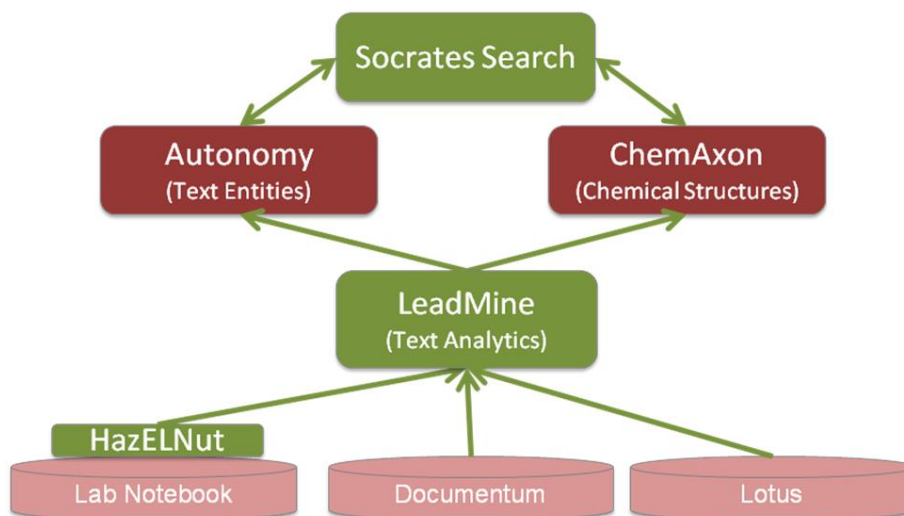 Socrates Search
Autonomy
(Text Entities)
ChemAxon
(Chemical Structures)
LeadMine
(Text Analytics)
HazELNut
Lab Notebook
Documentum
Lotus